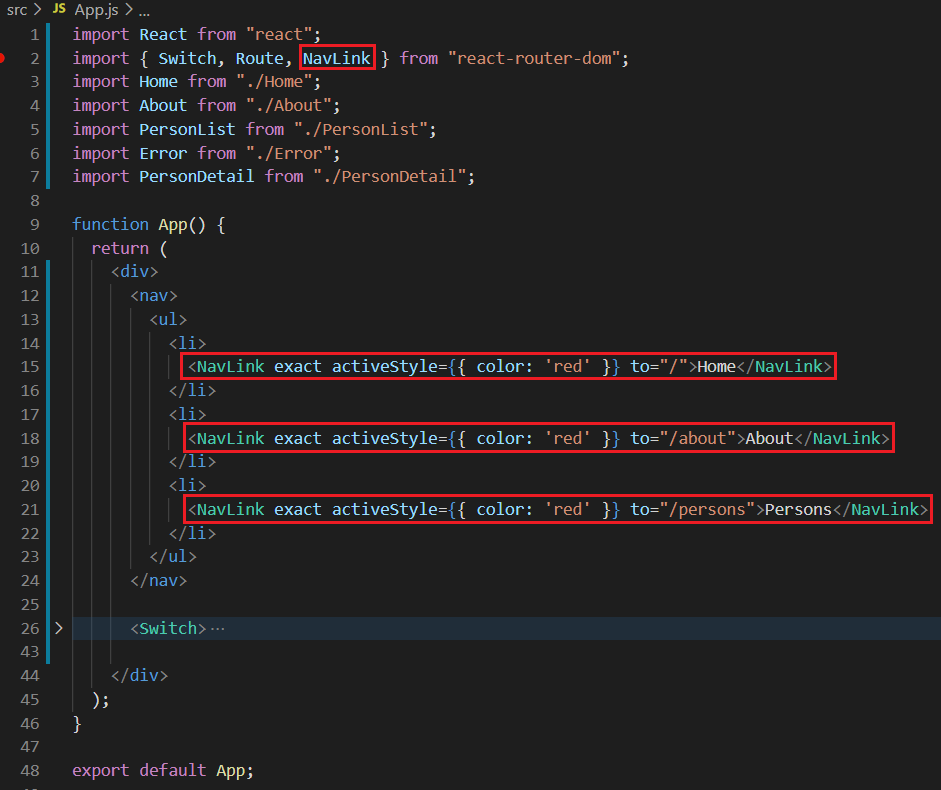 src > JS App.js > ...
1 import React from "react";
2 import { Switch, Route, NavLink } from "react-router-dom";
3 import Home from "./Home";
4 import About from "./About";
5 import PersonList from "./PersonList";
6 import Error from "./Error";
7 import PersonDetail from "./PersonDetail";
8
9 function App() {
10   return (
11     <div>
12       <nav>
13         <ul>
14           <li>
15             <NavLink exact activeStyle={{ color: 'red' }} to="/">Home</NavLink>
16           </li>
17           <li>
18             <NavLink exact activeStyle={{ color: 'red' }} to="/about">About</NavLink>
19           </li>
20           <li>
21             <NavLink exact activeStyle={{ color: 'red' }} to="/persons">Persons</NavLink>
22           </li>
23         </ul>
24       </nav>
25
26 >     <Switch>···
43
44     </div>
45   );
46 }
47
48 export default App;